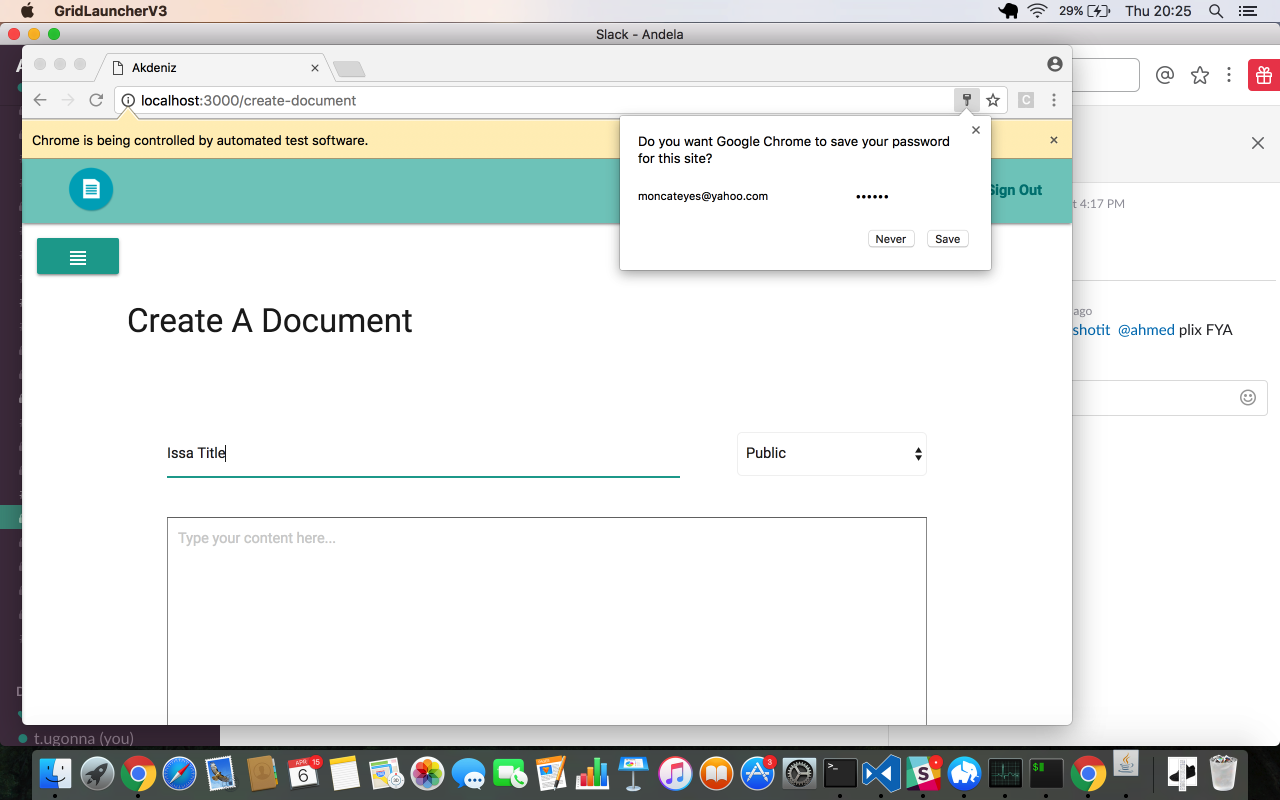 GridLauncherV3
29%
Thu 20:25
Slack - Andela
Akdeniz
localhost:3000/create-document
Chrome is being controlled by automated test software.
Do you want Google Chrome to save your password
for this site?
moncateyes@yahoo.com
••••••
Never
Save
Sign Out
t 4:17 PM
ago
shotit @ahmed plix FYA
Create A Document
Issa Title
Public
Type your content here...
t.ugonna (you)
APR 15
6
3